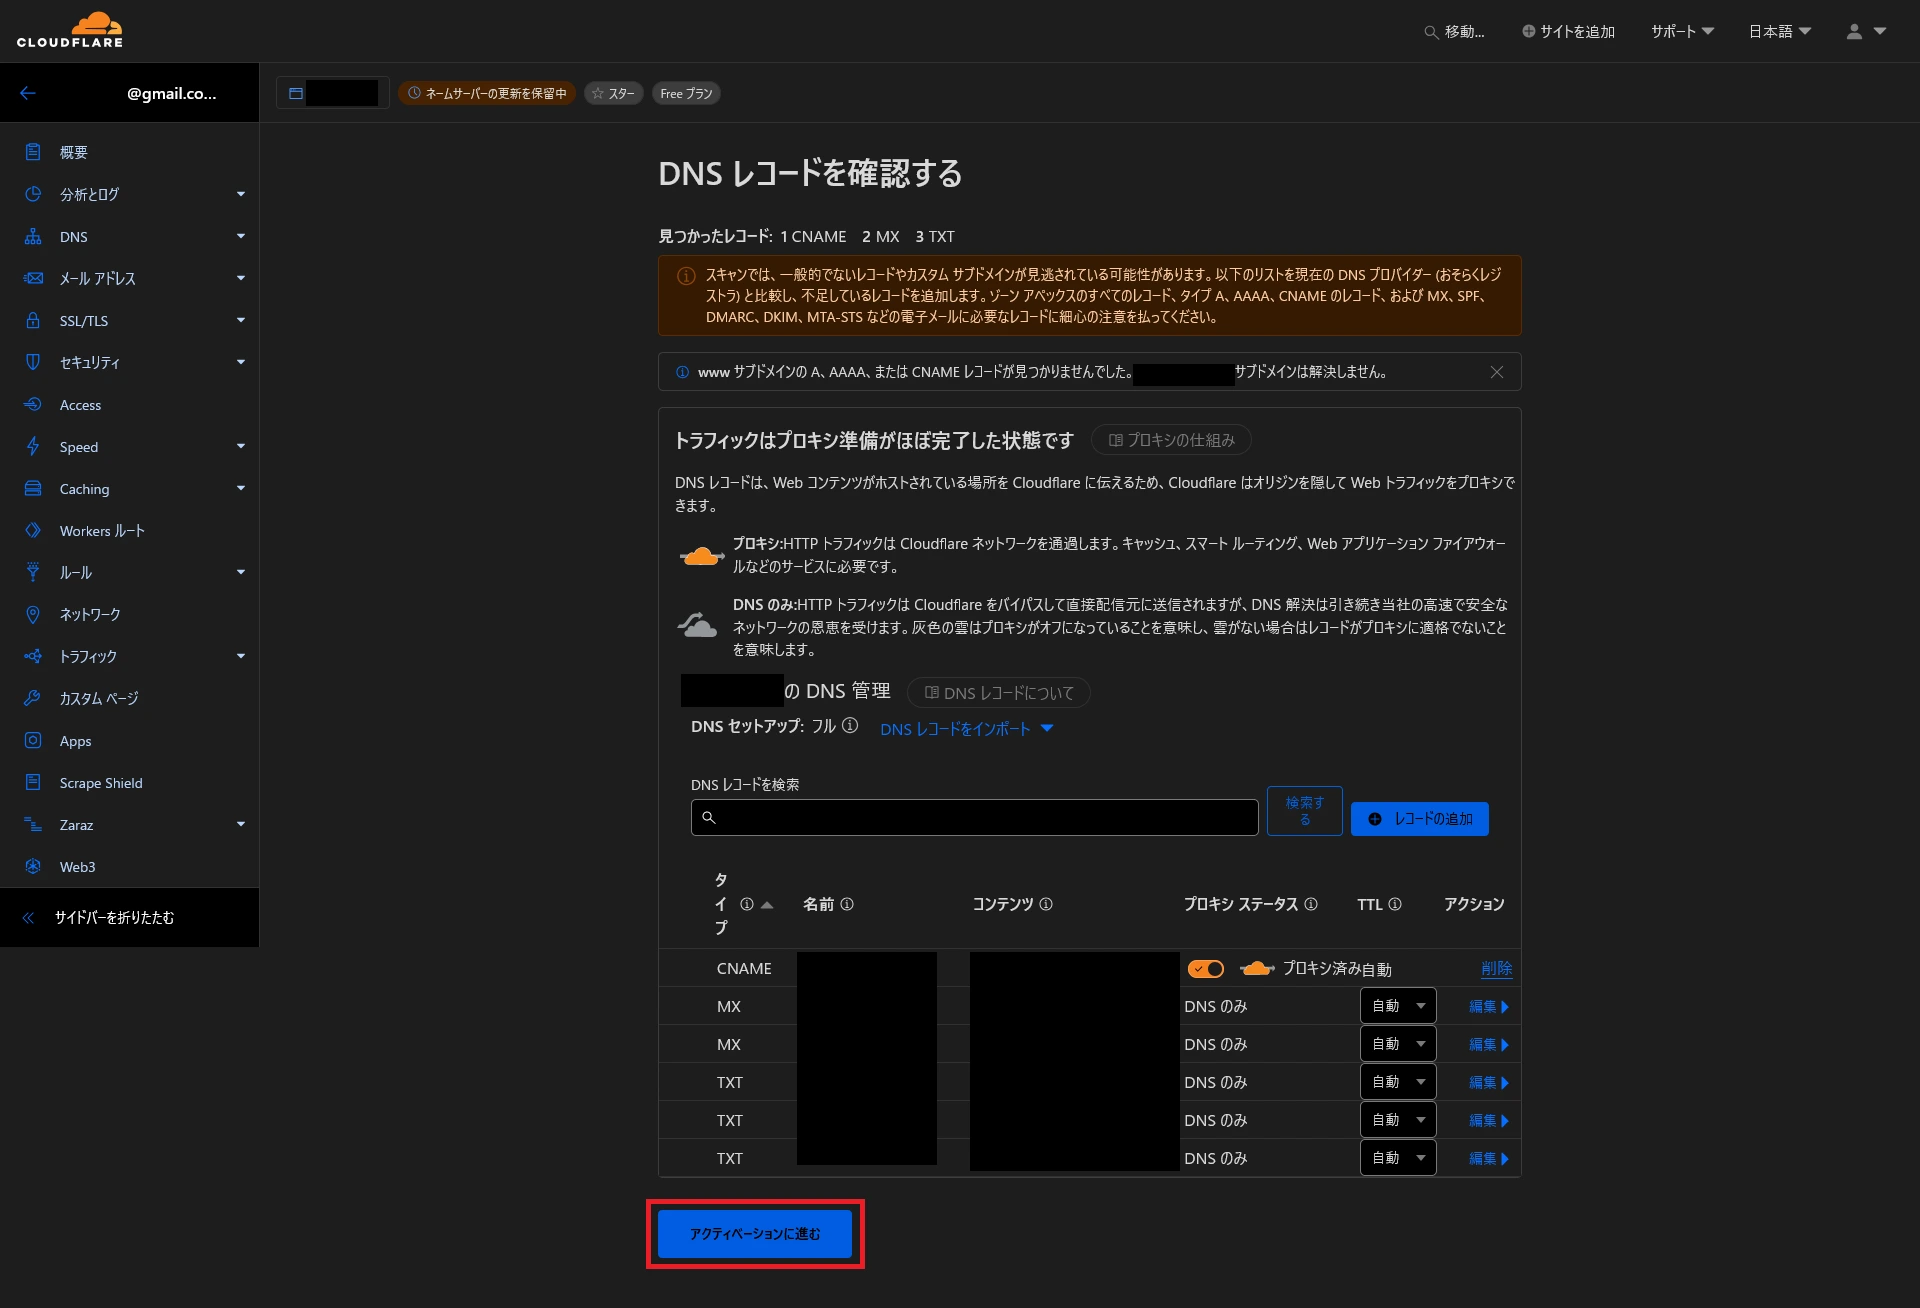 CLOUDFLARE
移動...
サイトを追加
サポート
日本語
@gmail.co...
ネームサーバーの更新を保留中
スター
Free プラン
概要
分析とログ
DNS
メール アドレス
SSL/TLS
セキュリティ
Access
Speed
Caching
Workers ルート
ルール
ネットワーク
トラフィック
カスタム ページ
Apps
Scrape Shield
Zaraz
Web3
サイドバーを折りたたむ
DNS レコードを確認する
見つかったレコード: 1 CNAME 2 MX 3 TXT
スキャンでは、一般的でないレコードやカスタム サブドメインが見逃されている可能性があります。以下のリストを現在の DNS プロバイダー (おそらくレジ
ストラ) と比較し、不足しているレコードを追加します。ゾーン アペックスのすべてのレコード、タイプ A、AAAA、CNAME のレコード、および MX、SPF、
DMARC、DKIM、MTA-STS などの電子メールに必要なレコードに細心の注意を払ってください。
www サブドメインの A、AAAA、または CNAME レコードが見つかりませんでした。 サブドメインは解決しません。
トラフィックはプロキシ準備がほぼ完了した状態です
プロキシの仕組み
DNS レコードは、Web コンテンツがホストされている場所を Cloudflare に伝えるため、Cloudflare はオリジンを隠して Web トラフィックをプロキシで
きます。
プロキシ:HTTP トラフィックは Cloudflare ネットワークを通過します。キャッシュ、スマート ルーティング、Web アプリケーション ファイアウォー
ルなどのサービスに必要です。
DNS のみ:HTTP トラフィックは Cloudflare をバイパスして直接配信元に送信されますが、DNS 解決は引き続き当社の高速で安全な
ネットワークの恩恵を受けます。灰色の雲はプロキシがオフになっていることを意味し、雲がない場合はレコードがプロキシに適格でないこと
を意味します。
の DNS 管理
DNS レコードについて
DNS セットアップ: フル
DNS レコードをインポート
DNS レコードを検索
検索す
る
レコードの追加
タ
イ
プ
名前
コンテンツ
プロキシ ステータス
TTL
アクション
CNAME プロキシ済み 自動 削除
MX DNS のみ 自動 編集
MX DNS のみ 自動 編集
TXT DNS のみ 自動 編集
TXT DNS のみ 自動 編集
TXT DNS のみ 自動 編集
アクティベーションに進む